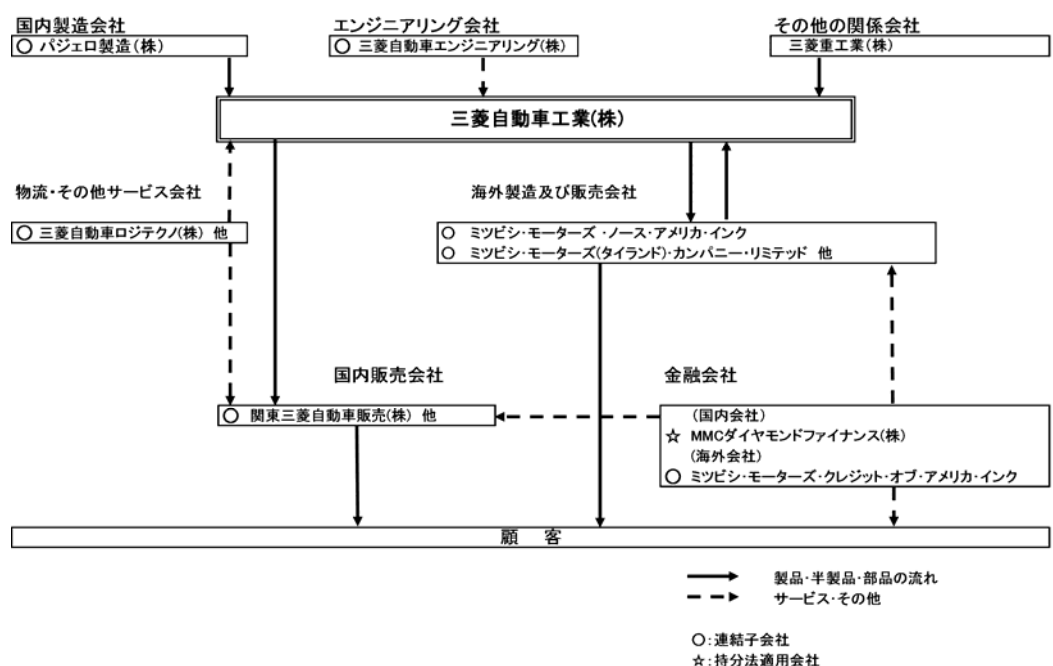 国内製造会社
○ パジェロ製造(株)
エンジニアリング会社
○ 三菱自動車エンジニアリング(株)
その他の関係会社
三菱重工業(株)
三菱自動車工業(株)
物流・その他サービス会社
○ 三菱自動車ロジテクノ(株) 他
海外製造及び販売会社
○ ミツビシ・モーターズ・ノース・アメリカ・インク
○ ミツビシ・モーターズ(タイランド)・カンパニー・リミテッド 他
国内販売会社
○ 関東三菱自動車販売(株) 他
金融会社
(国内会社)
☆ MMCダイヤモンドファイナンス(株)
(海外会社)
○ ミツビシ・モーターズ・クレジット・オブ・アメリカ・インク
顧 客
製品・半製品・部品の流れ
サービス・その他
○:連結子会社
☆:持分法適用会社